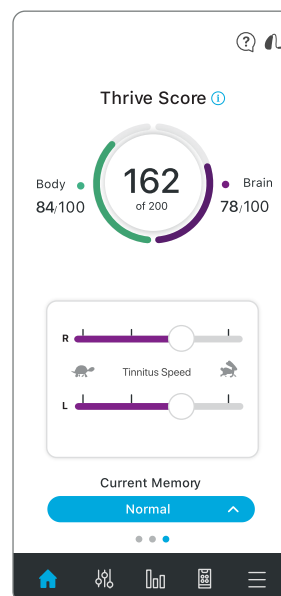 Thrive Score
Body
84/100
162
of 200
Brain
78/100
R
Tinnitus Speed
L
Current Memory
Normal